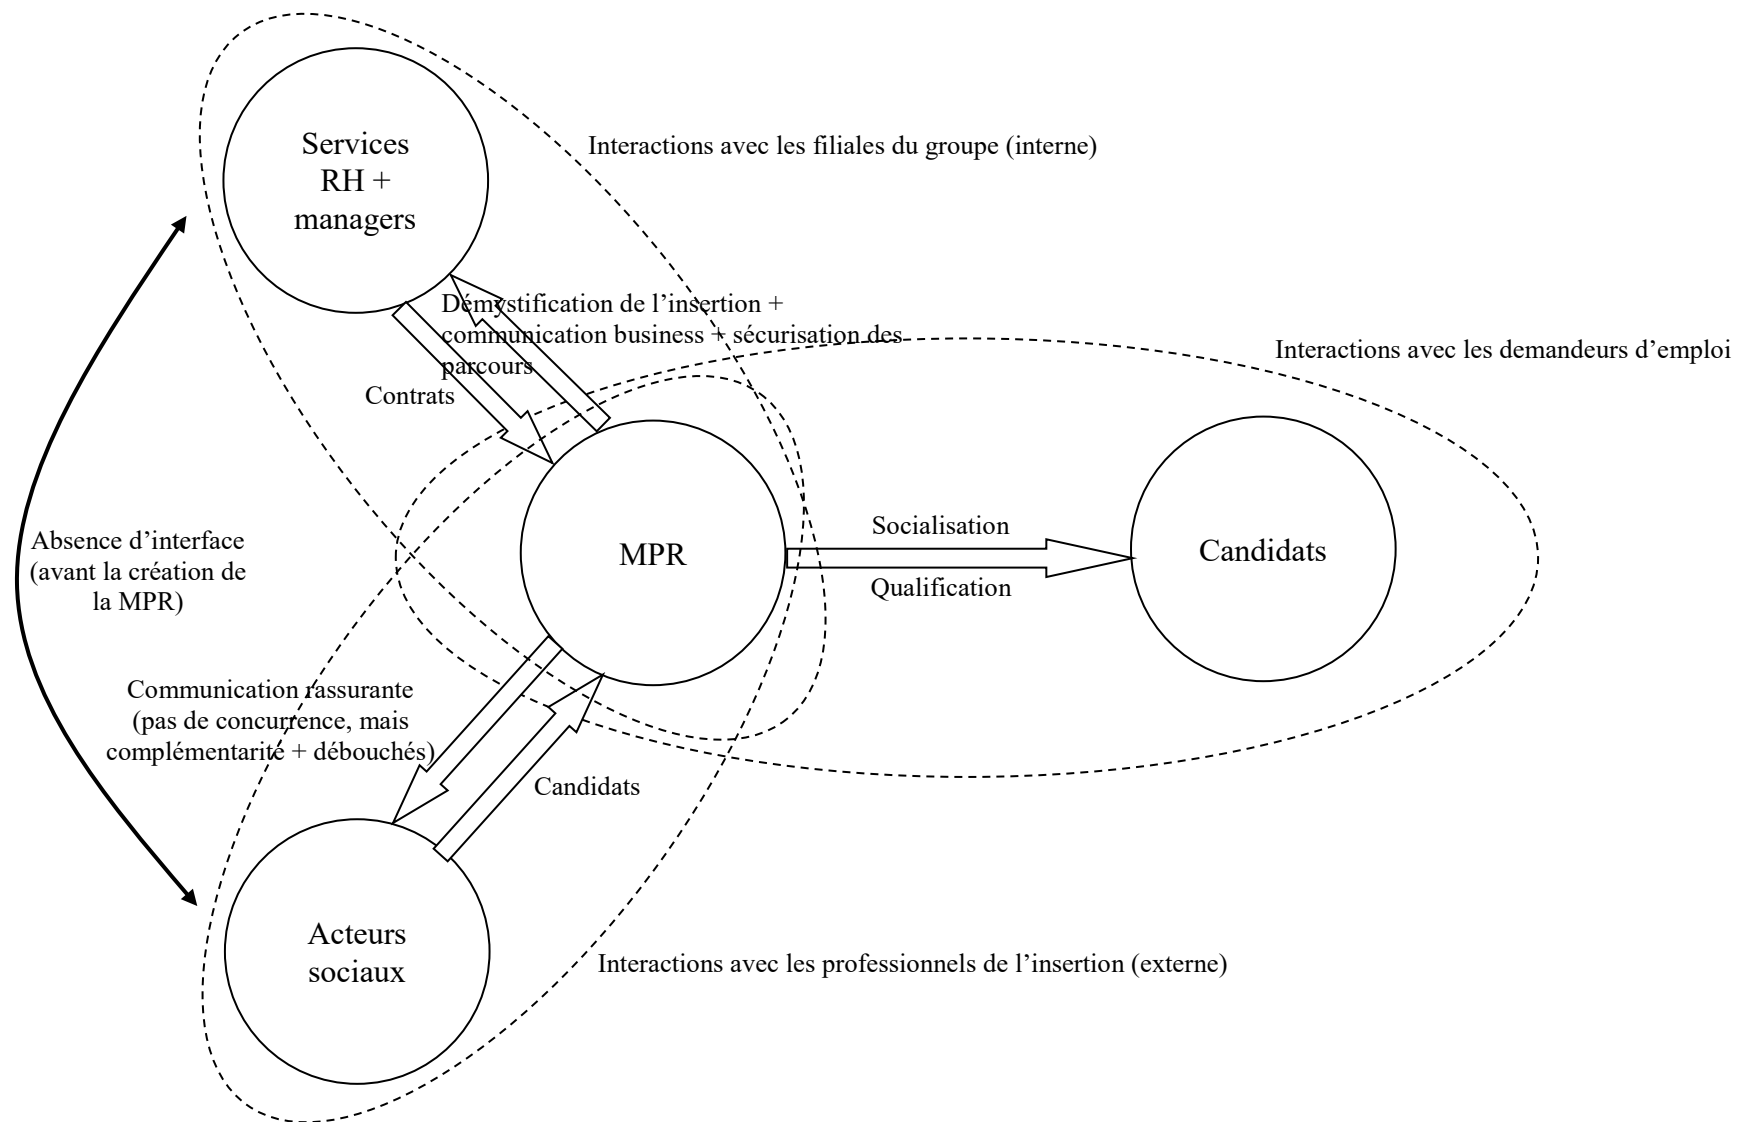 Services
RH +
managers
Interactions avec les filiales du groupe (interne)
Démystification de l’insertion +
communication business + sécurisation des
parcours
Contrats
Interactions avec les demandeurs d’emploi
Absence d’interface
(avant la création de
la MPR)
MPR
Socialisation
Qualification
Candidats
Communication rassurante
(pas de concurrence, mais
complémentarité + débouchés)
Candidats
Acteurs
sociaux
Interactions avec les professionnels de l’insertion (externe)